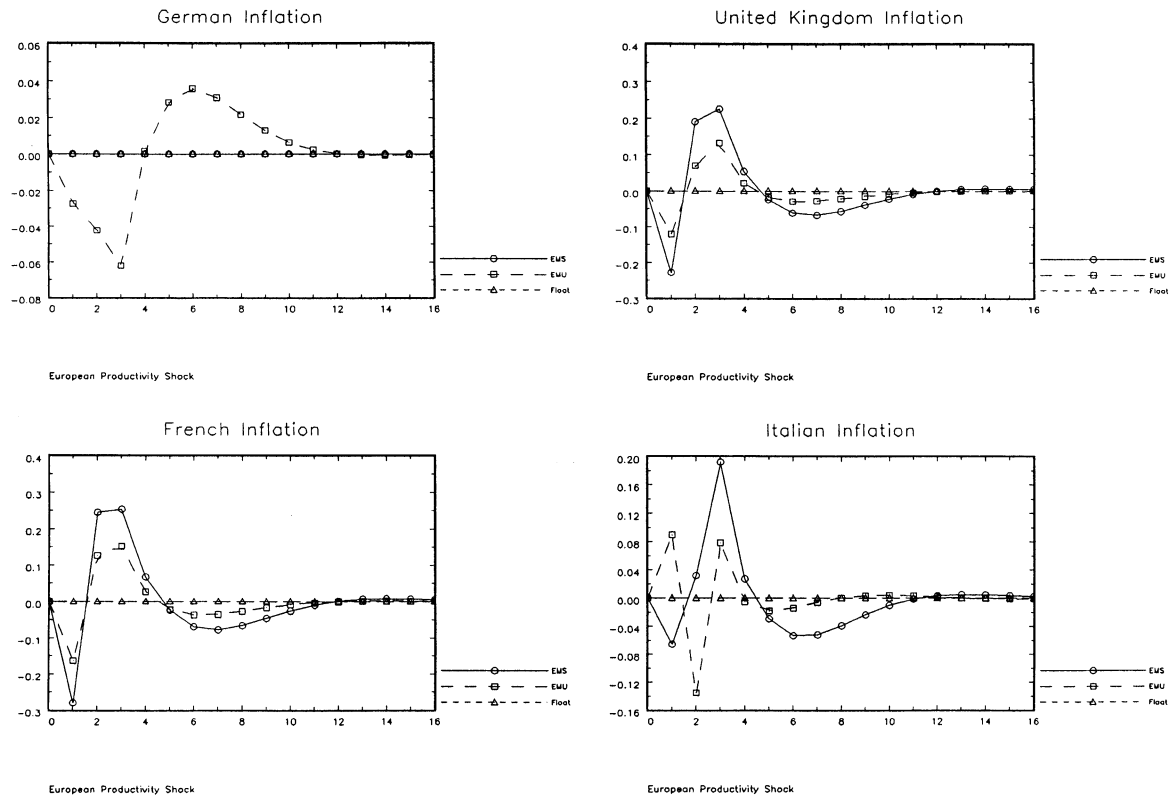 German Inflation
0.06
0.04
0.02
0.00
-0.02
-0.04
-0.06
-0.08
0 2 4 6 8 10 12 14 16
EMS
EMU
Float
European Productivity Shock
United Kingdom Inflation
0.4
0.3
0.2
0.1
0.0
-0.1
-0.2
-0.3
0 2 4 6 8 10 12 14 16
EMS
EMU
Float
European Productivity Shock
French Inflation
0.4
0.3
0.2
0.1
0.0
-0.1
-0.2
-0.3
0 2 4 6 8 10 12 14 16
EMS
EMU
Float
European Productivity Shock
Italian Inflation
0.20
0.16
0.12
0.08
0.04
0.00
-0.04
-0.08
-0.12
-0.16
0 2 4 6 8 10 12 14 16
EMS
EMU
Float
European Productivity Shock